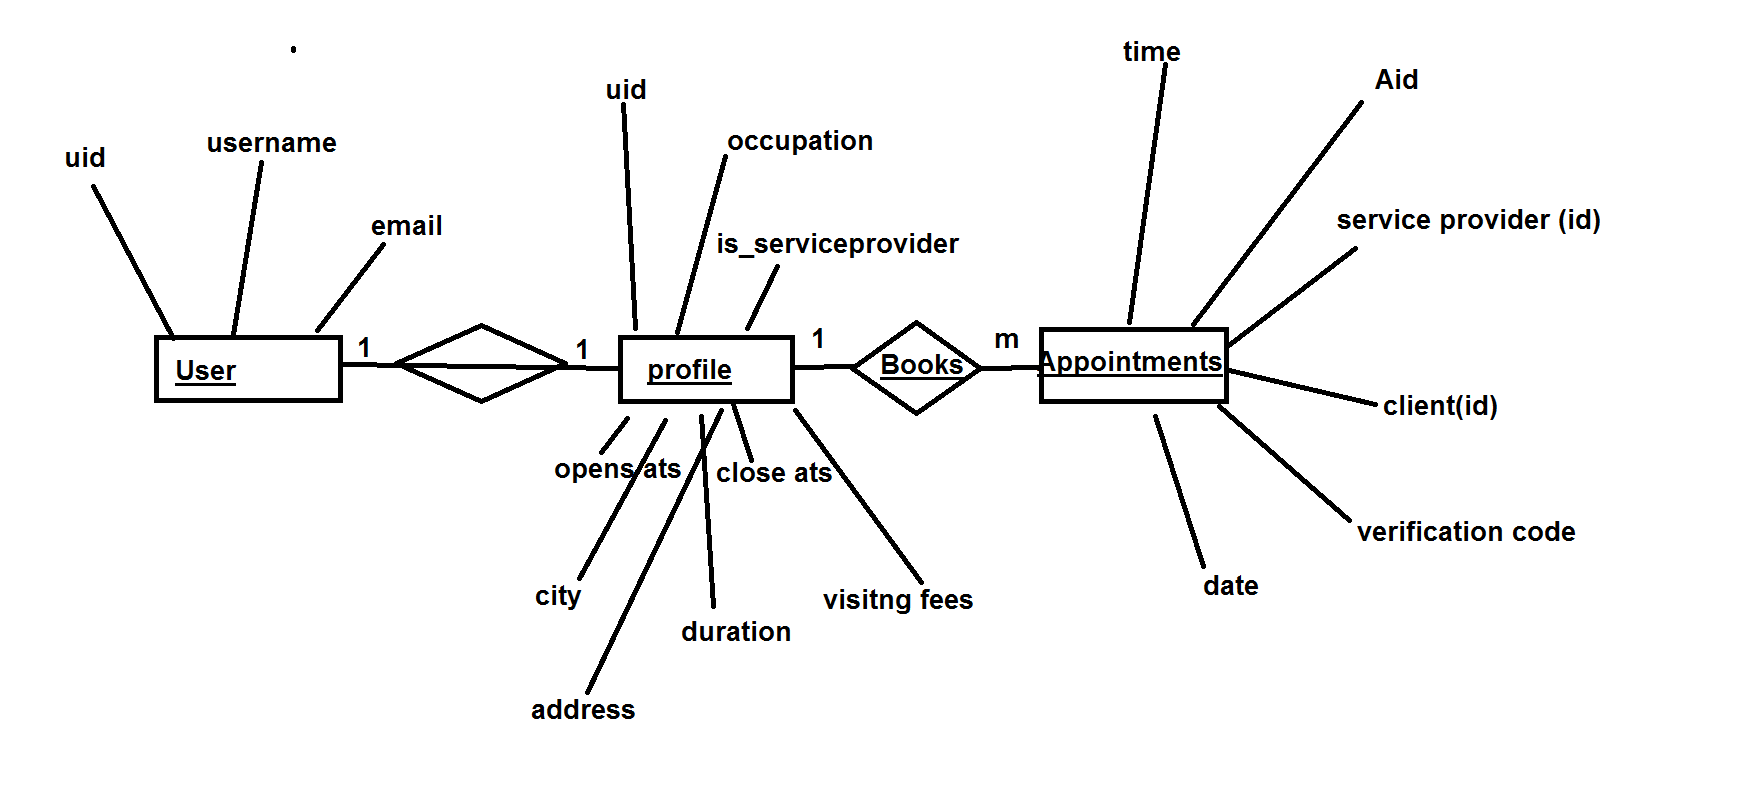 time
Aid
uid
occupation
username
uid
service provider (id)
email
is_serviceprovider
1
1
1
m
User
profile
Books
Appointments
client(id)
opens ats
close ats
verification code
date
city
visitng fees
duration
address